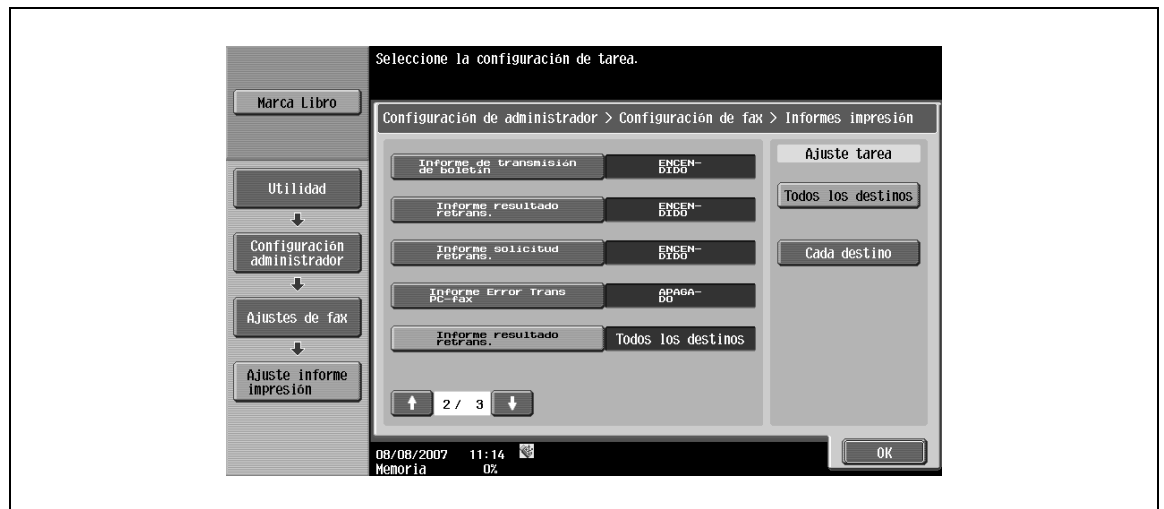 Seleccione la configuración de tarea.
Marca Libro
Configuración de administrador > Configuración de fax > Informes impresión
Utilidad
Configuración
administrador
Ajustes de fax
Ajuste informe
impresión
Informe de transmisión
de boletín
ENCEN-
DIDO
Informe resultado
retrans.
ENCEN-
DIDO
Informe solicitud
retrans.
ENCEN-
DIDO
Informe Error Trans
PC-fax
APAGA-
DO
Informe resultado
retrans.
Todos los destinos
2/ 3
Ajuste tarea
Todos los destinos
Cada destino
08/08/2007 11:14
Memoria 0%
OK